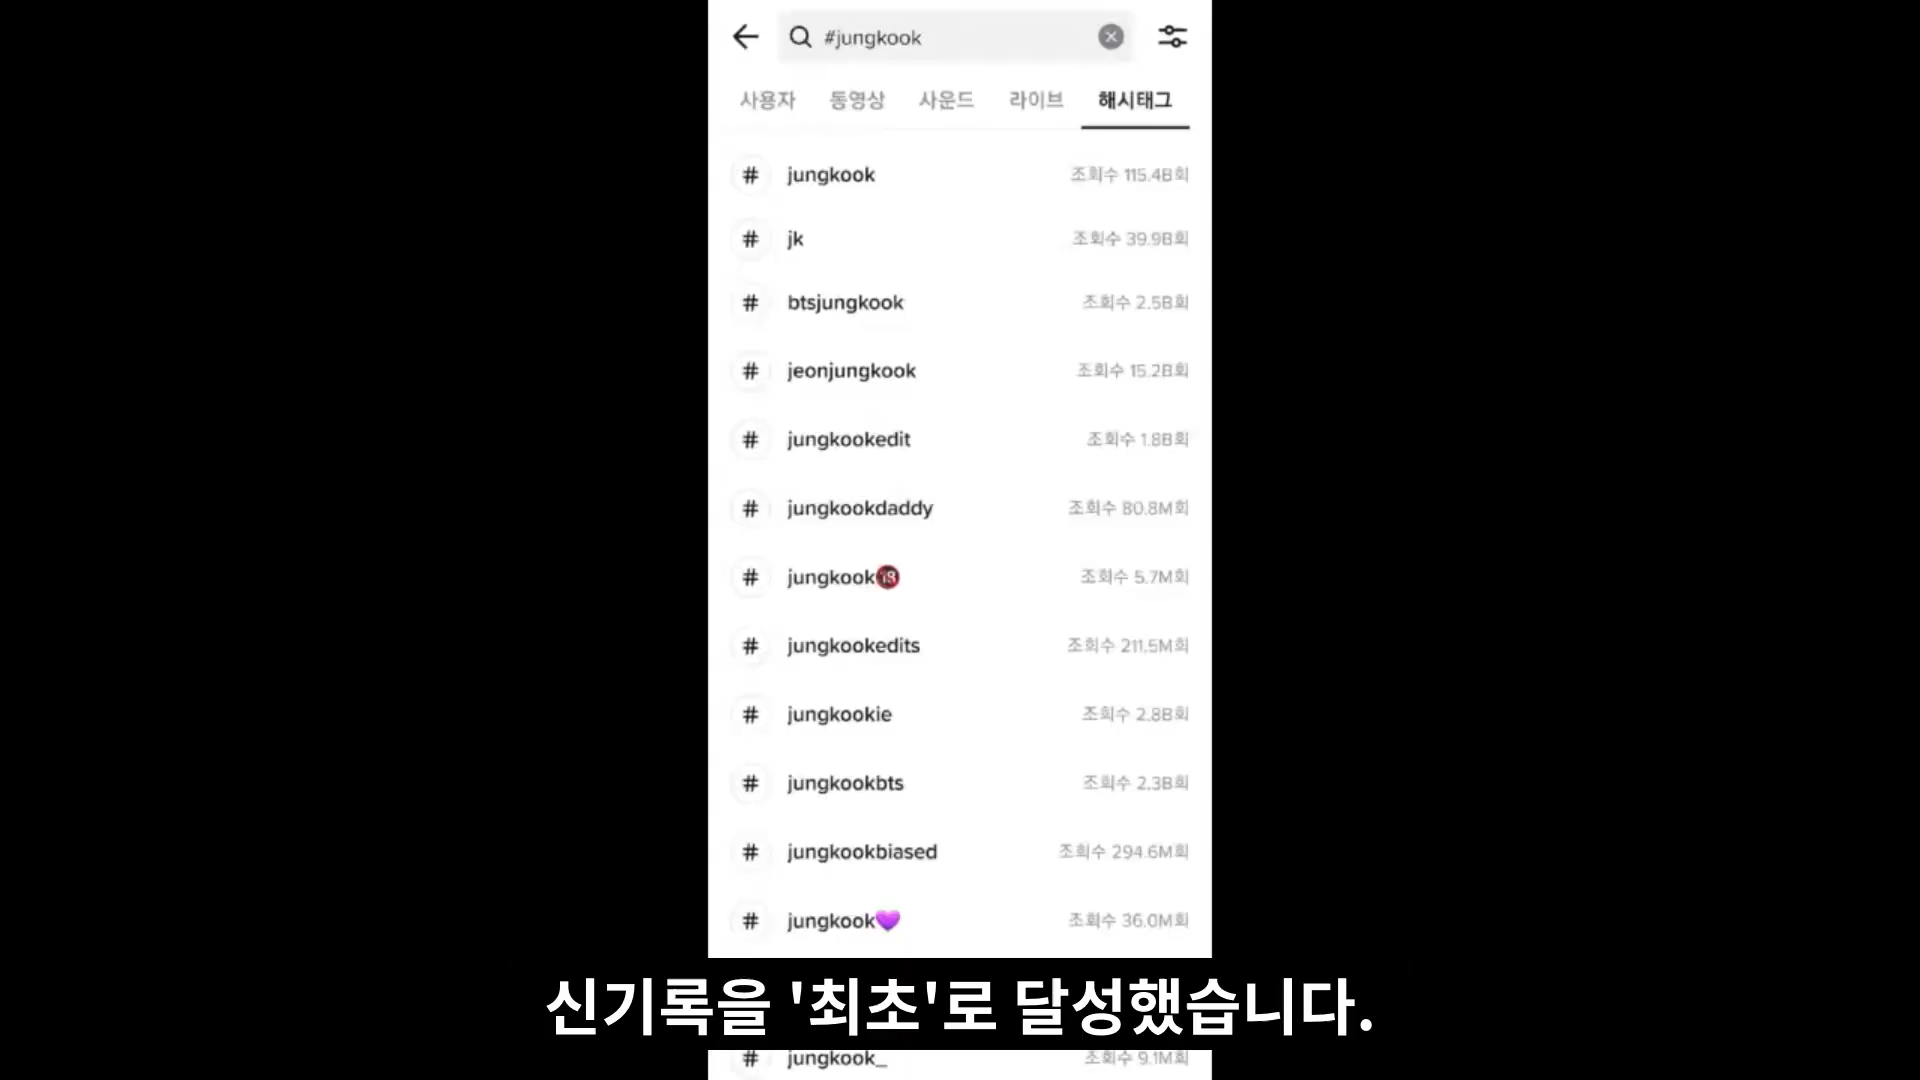 #jungkook
사용자 동영상 사운드 라이브 해시태그
# jungkook 조회수 115.4B회
# jk 조회수 39.9B회
# btsjungkook 조회수 2.5B회
# jeonjungkook 조회수 15.2B회
# jungkookedit 조회수 1.8B회
# jungkookdaddy 조회수 80.8M회
# jungkook🔞 조회수 5.7M회
# jungkookedits 조회수 211.5M회
# jungkookie 조회수 2.8B회
# jungkookbts 조회수 2.3B회
# jungkookbiased 조회수 294.6M회
# jungkook💜 조회수 36.0M회
신기록을 '최초'로 달성했습니다.
# jungkook_ 조회수 9.1M회